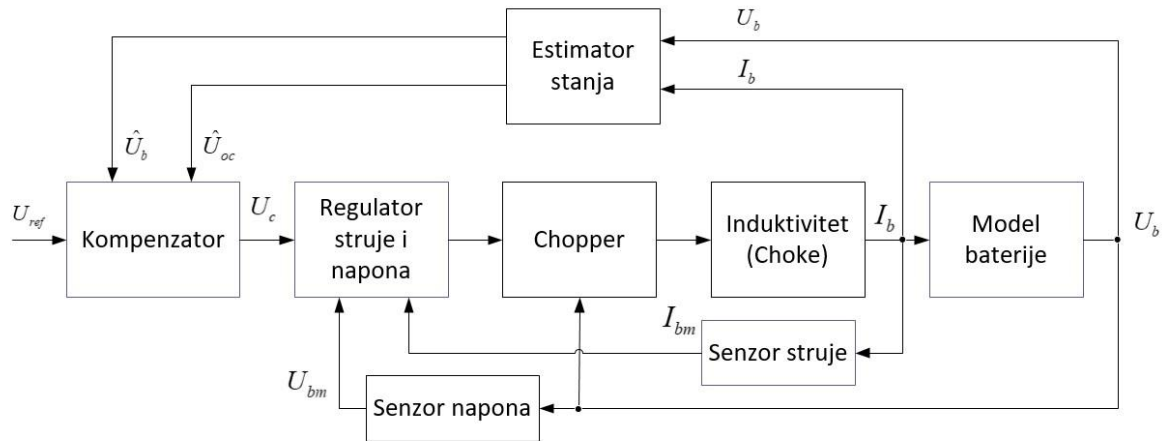 Estimator
stanja
U_b
I_b
Û_b
Û_oc
U_ref
Kompenzator
U_c
Regulator
struje i
napona
Chopper
Induktivitet
(Choke)
I_b
Model
baterije
U_b
I_bm
Senzor struje
U_bm
Senzor napona